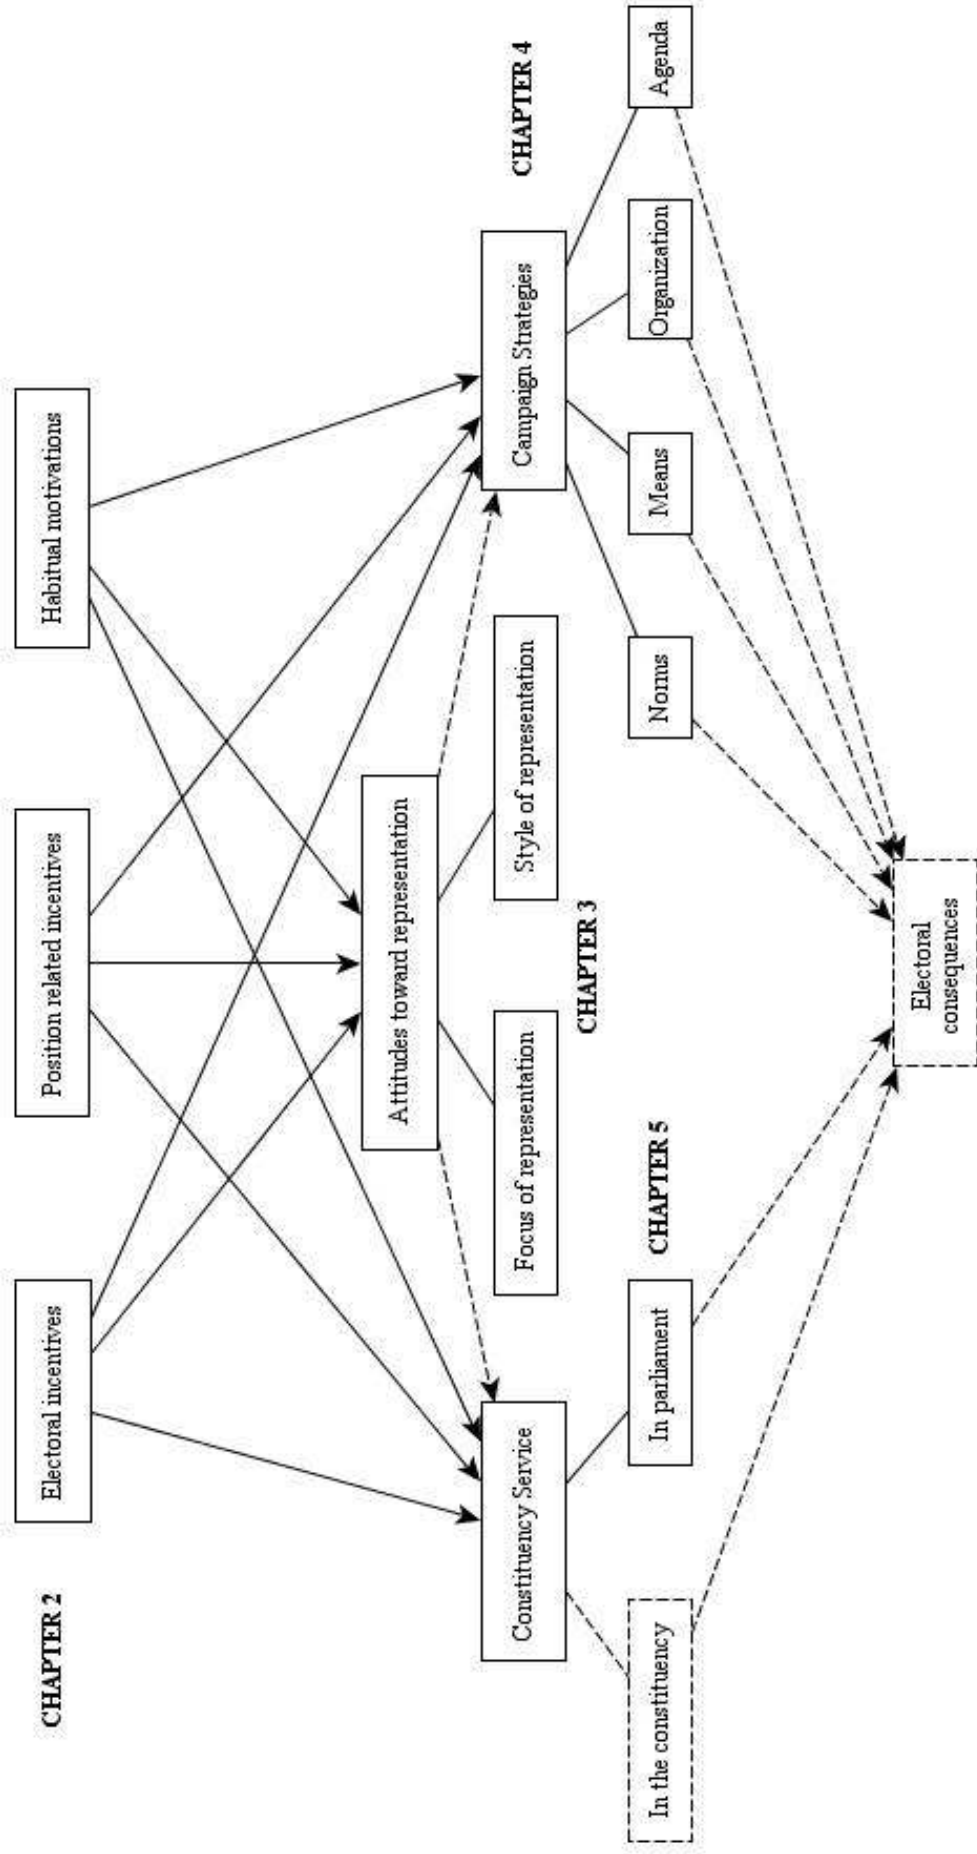 CHAPTER 2
Electoral incentives
Position related incentives
Habitual motivations
Attitudes toward representation
Constituency Service
Campaign Strategies
CHAPTER 4
Focus of representation
Style of representation
CHAPTER 3
In the constituency
In parliament
CHAPTER 5
Norms
Means
Organization
Agenda
Electoral
consequences